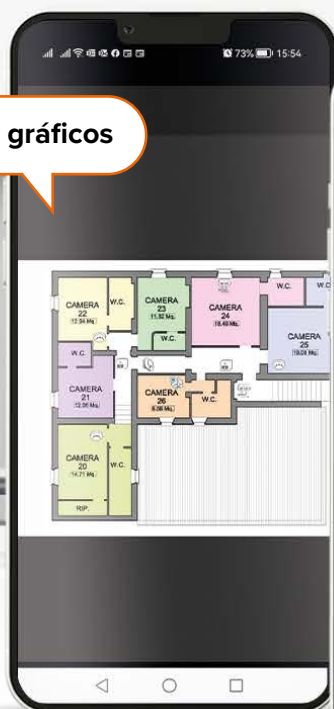 73% 15:54
gráficos
CAMERA
22
W.C.
CAMERA
23
W.C.
CAMERA
24
W.C.
W.C.
CAMERA
25
W.C.
CAMERA
21
CAMERA
26
W.C.
CAMERA
20
W.C.
RIP.